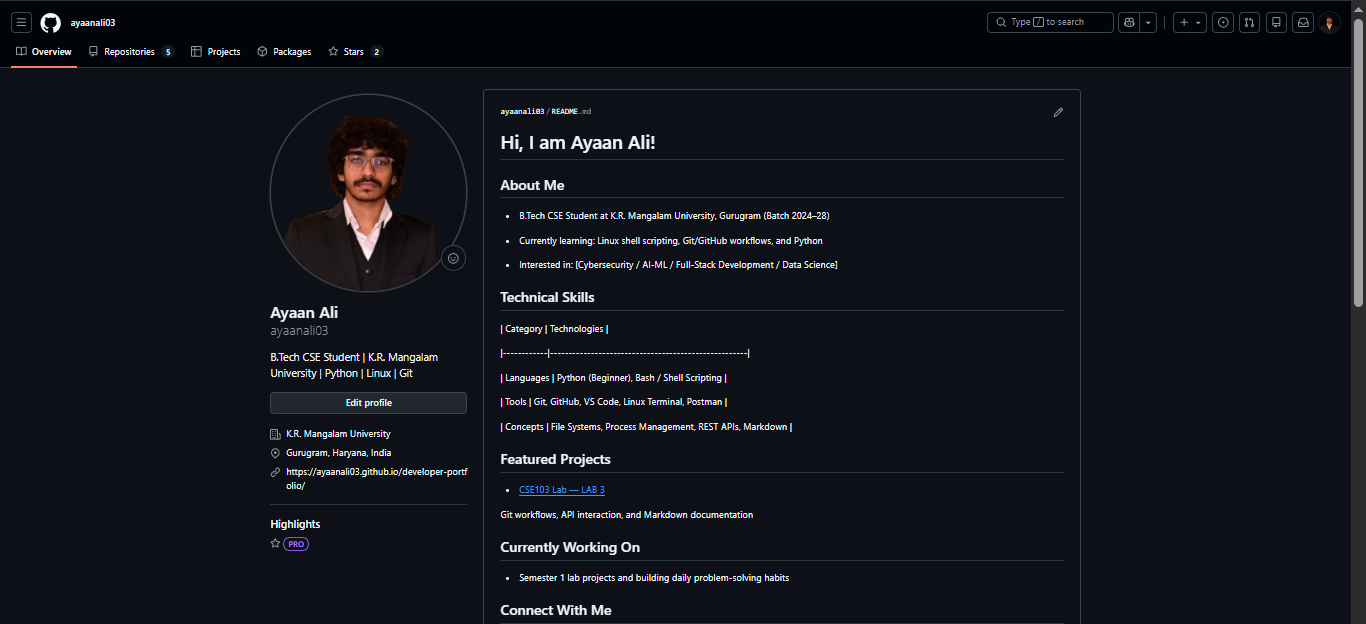 ayaanali03
Type / to search
Overview
Repositories 5
Projects
Packages
Stars 2
ayaanali03/README.md
Hi, I am Ayaan Ali!
About Me
B.Tech CSE Student at K.R. Mangalam University, Gurugram (Batch 2024–28)
Currently learning: Linux shell scripting, Git/GitHub workflows, and Python
Interested in: [Cybersecurity / AI-ML / Full-Stack Development / Data Science]
Technical Skills
| Category | Technologies |
|------------|-----------------------------------------------------|
| Languages | Python (Beginner), Bash / Shell Scripting |
| Tools | Git, GitHub, VS Code, Linux Terminal, Postman |
| Concepts | File Systems, Process Management, REST APIs, Markdown |
Featured Projects
CSE103 Lab — LAB 3
Git workflows, API interaction, and Markdown documentation
Currently Working On
Semester 1 lab projects and building daily problem-solving habits
Connect With Me
Ayaan Ali
ayaanali03
B.Tech CSE Student | K.R. Mangalam
University | Python | Linux | Git
Edit profile
K.R. Mangalam University
Gurugram, Haryana, India
https://ayaanali03.github.io/developer-portf
olio/
Highlights
PRO